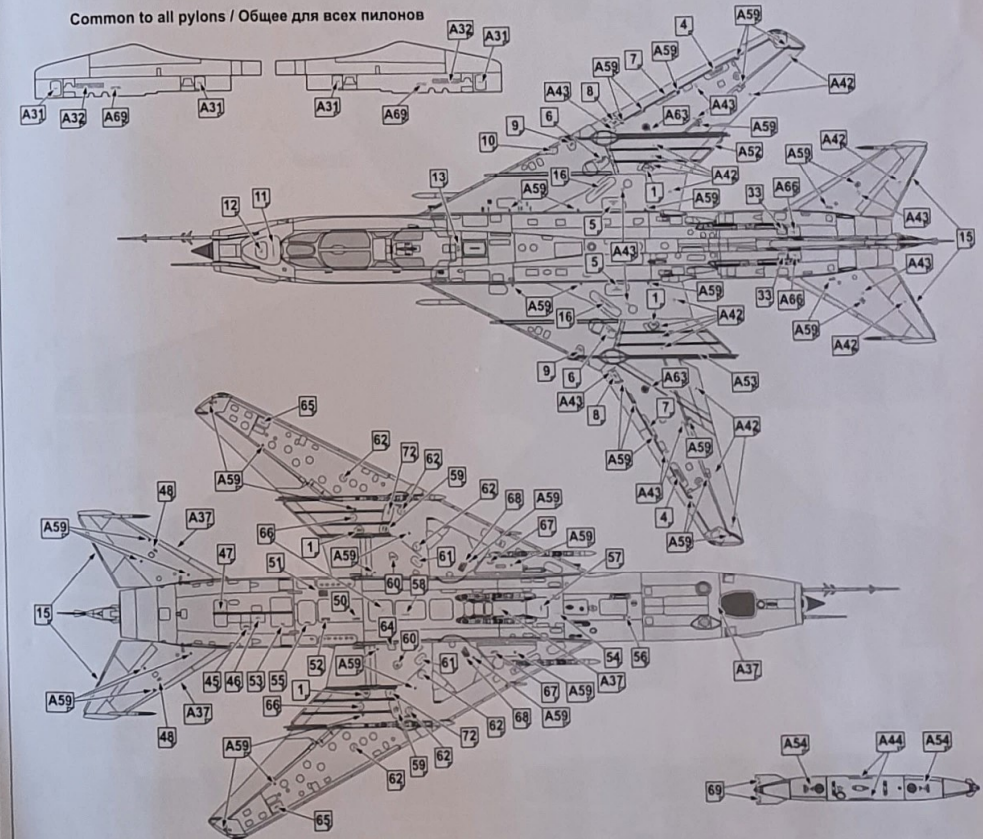 Common to all pylons / Общее для всех пилонов
A32 A31
A31 A32 A69 A31 A31 A69
4 A59
A59
7
A59 A42
A43 8
A43
6 A63 A59
9
10 A52
A42 A59
A42
13 16 A59 1 A59 33 A66
11
12 5 A43
15
A43
5 A43
A59 1 A59 33 A66
16 A42 A59
A42
9 6 A63 A53
A43 8
65 7 A42
62 A59
72 62 A59
59
A59 A43
48 62 68 A59 4
A59 A37 66 67 A59 A59
47 51 1 A59 61 57
50 60 58
15
64
60
52 A59 61 54 56
45 46 53 55 A37 A37
1 67 A59
A59 66
48 A37 62 68 A59
72
A59 62
62 59 A54 A44 A54
69
65